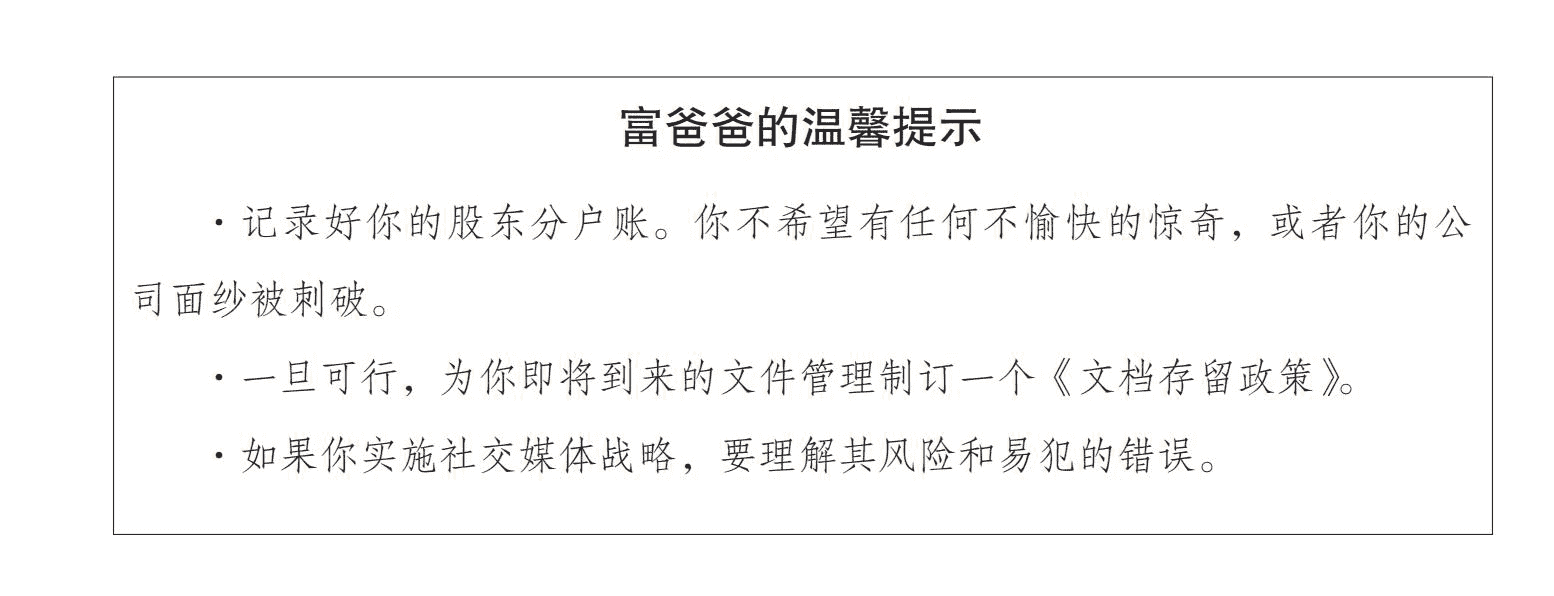 富爸爸的温馨提示
·记录好你的股东分户账。你不希望有任何不愉快的惊奇，或者你的公
司面纱被刺破。
·一旦可行，为你即将到来的文件管理制订一个《文档存留政策》。
·如果你实施社交媒体战略，要理解其风险和易犯的错误。